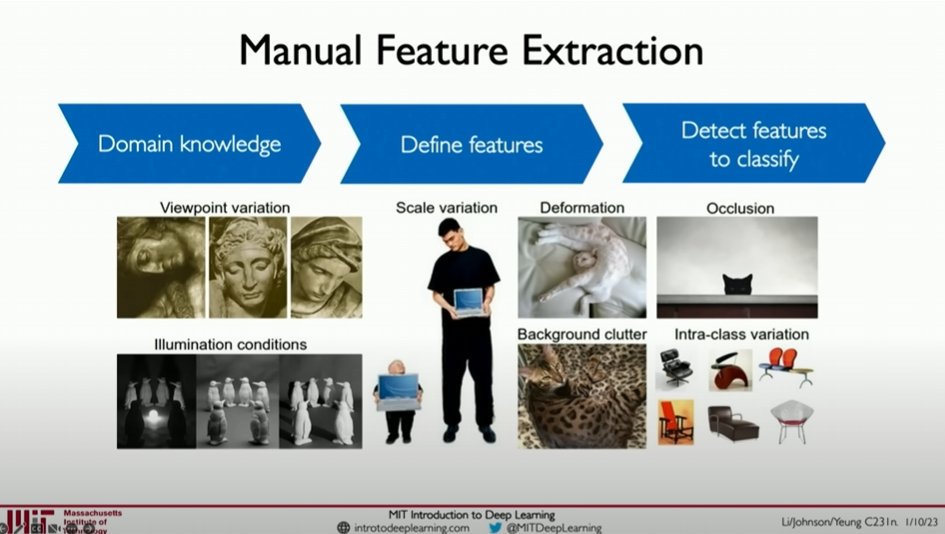 Manual Feature Extraction
Domain knowledge
Define features
Detect features
to classify
Viewpoint variation
Scale variation
Deformation
Occlusion
Illumination conditions
Background clutter
Intra-class variation
Massachusetts
Institute of
MIT Introduction to Deep Learning
introtodeeplearning.com
@MITDeepLearning
Li/Johnson/Yeung C231n. 1/10/23